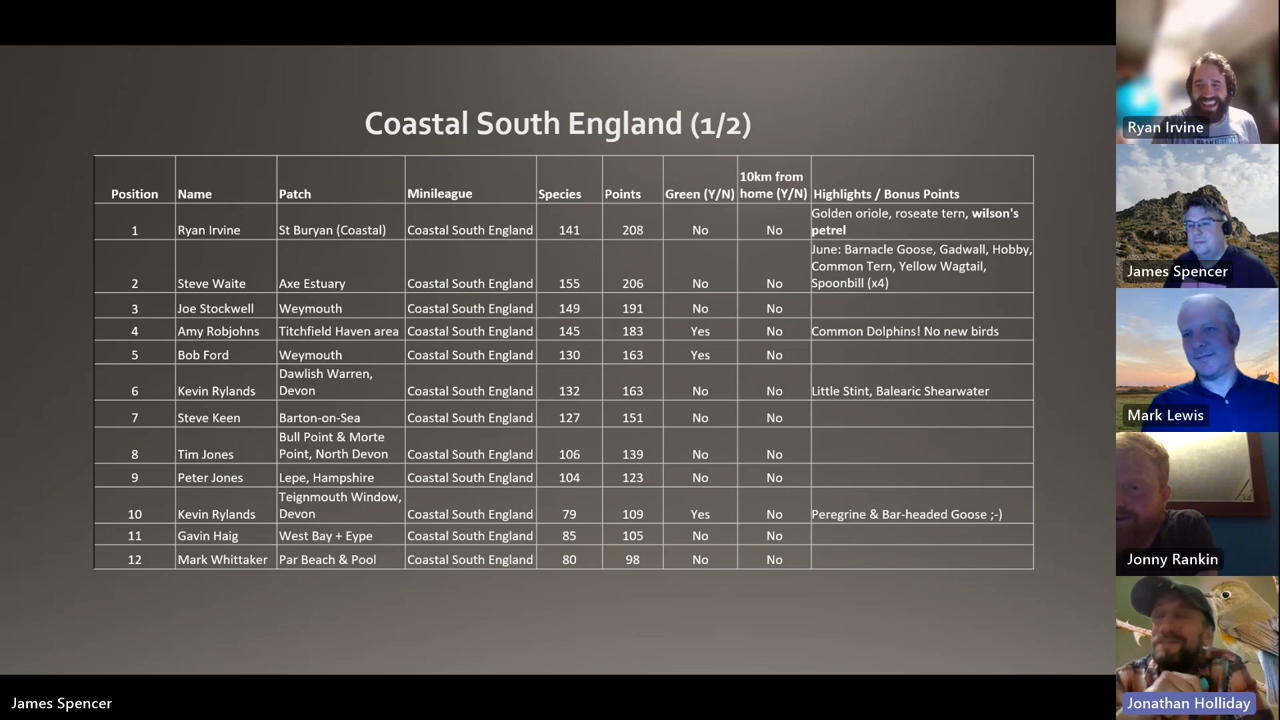 Coastal South England (1/2)
Position Name Patch Minileague Species Points Green (Y/N) 10km from home (Y/N) Highlights / Bonus Points
1 Ryan Irvine St Buryan (Coastal) Coastal South England 141 208 No No Golden oriole, roseate tern, wilson's petrel
2 Steve Waite Axe Estuary Coastal South England 155 206 No No June: Barnacle Goose, Gadwall, Hobby, Common Tern, Yellow Wagtail, Spoonbill (x4)
3 Joe Stockwell Weymouth Coastal South England 149 191 No No
4 Amy Robjohns Titchfield Haven area Coastal South England 145 183 Yes No Common Dolphins! No new birds
5 Bob Ford Weymouth Coastal South England 130 163 Yes No
6 Kevin Rylands Dawlish Warren, Devon Coastal South England 132 163 No No Little Stint, Balearic Shearwater
7 Steve Keen Barton-on-Sea Coastal South England 127 151 No No
8 Tim Jones Bull Point & Morte Point, North Devon Coastal South England 106 139 No No
9 Peter Jones Lepe, Hampshire Coastal South England 104 123 No No
10 Kevin Rylands Teignmouth Window, Devon Coastal South England 79 109 Yes No Peregrine & Bar-headed Goose ;-)
11 Gavin Haig West Bay + Eype Coastal South England 85 105 No No
12 Mark Whittaker Par Beach & Pool Coastal South England 80 98 No No
Ryan Irvine
James Spencer
Mark Lewis
Jonny Rankin
Jonathan Holliday
James Spencer